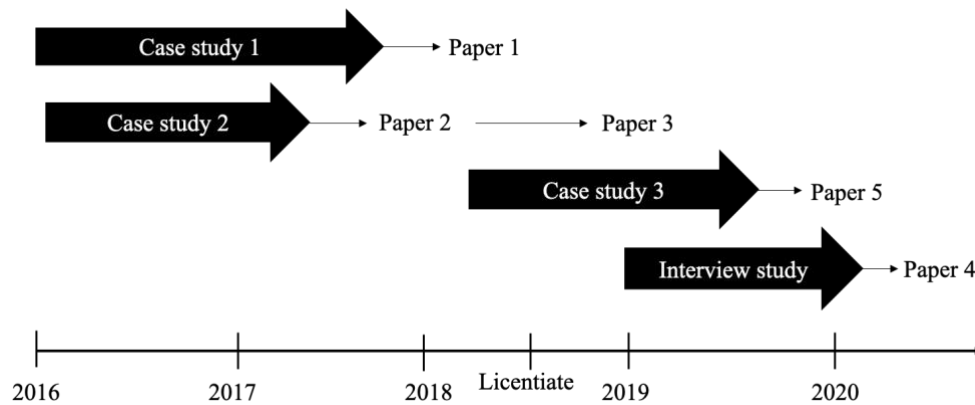 Case study 1 Paper 1
Case study 2 Paper 2 Paper 3
Case study 3 Paper 5
Interview study Paper 4
2016 2017 2018 Licentiate 2019 2020